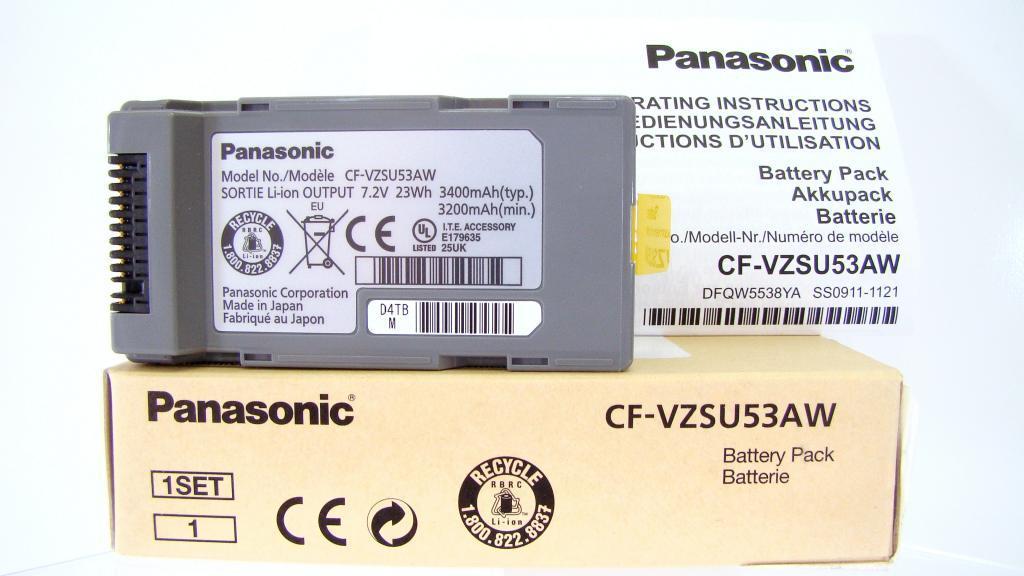 Panasonic
Model No./Modèle CF-VZSU53AW
SORTIE Li-ion OUTPUT 7.2V 23Wh 3400mAh(typ.)
3200mAh(min.)
EU
RECYCLE
RBRC
Li-ion
1.800.822.8837
CE
UL
LISTED
I.T.E. ACCESSORY
E179635
25UK
Panasonic Corporation
Made in Japan
Fabriqué au Japon
D4TB
M
Panasonic®
RATING INSTRUCTIONS
EDIENUNGSANLEITUNG
UCTIONS D'UTILISATION
Battery Pack
Akkupack
Batterie
o./Modell-Nr./Numéro de modèle
CF-VZSU53AW
DFQW5538YA SS0911-1121
Panasonic®
CF-VZSU53AW
Battery Pack
Batterie
1SET
1
CE
RECYCLE
RBRC
Li-ion
1.800.822.8837